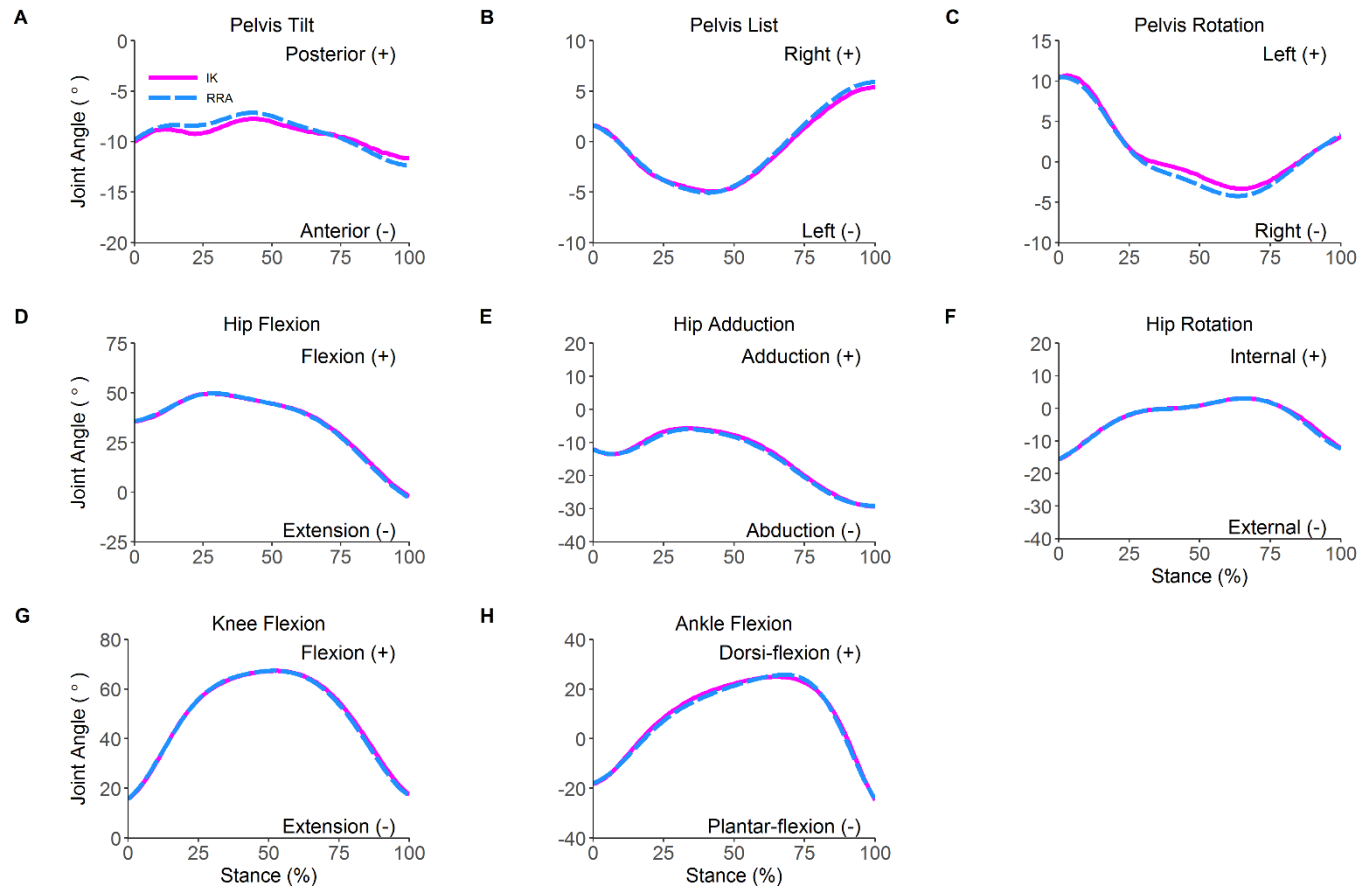 A
Pelvis Tilt
0
-5
-10
-15
-20
Joint Angle ( ° )
Posterior (+)
IK
RRA
Anterior (-)
0 25 50 75 100
B
Pelvis List
10
5
0
-5
-10
Right (+)
Left (-)
0 25 50 75 100
C
Pelvis Rotation
15
10
5
0
-5
-10
Left (+)
Right (-)
0 25 50 75 100
D
Hip Flexion
75
50
25
0
-25
Joint Angle ( ° )
Flexion (+)
Extension (-)
0 25 50 75 100
E
Hip Adduction
20
10
0
-10
-20
-30
-40
Adduction (+)
Abduction (-)
0 25 50 75 100
F
Hip Rotation
20
10
0
-10
-20
-30
-40
Internal (+)
External (-)
0 25 50 75 100
Stance (%)
G
Knee Flexion
80
60
40
20
0
Joint Angle ( ° )
Flexion (+)
Extension (-)
0 25 50 75 100
Stance (%)
H
Ankle Flexion
40
20
0
-20
-40
Dorsi-flexion (+)
Plantar-flexion (-)
0 25 50 75 100
Stance (%)